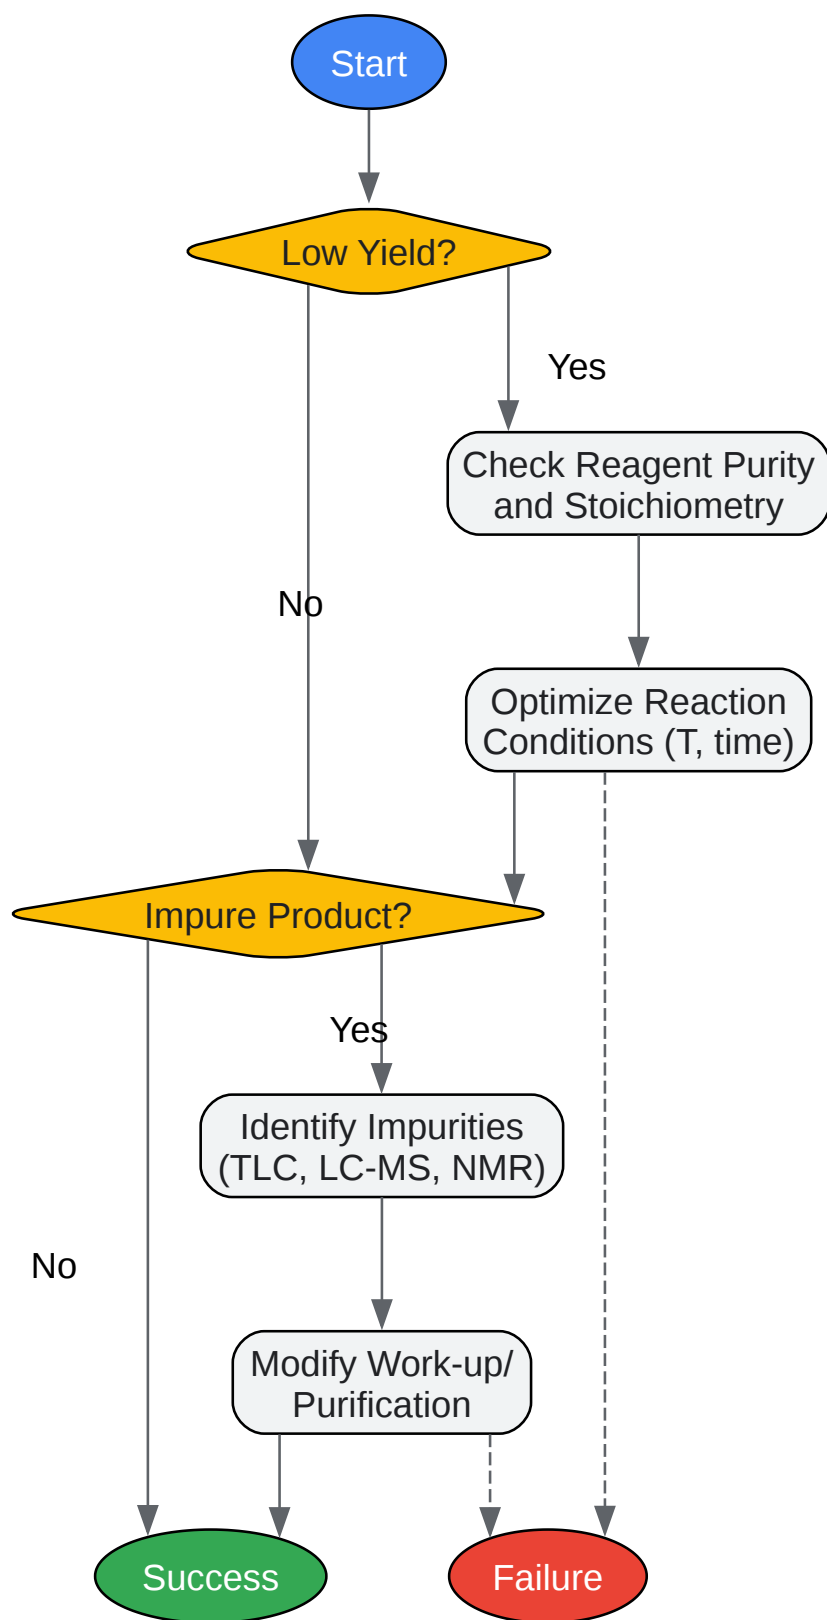 Start
Low Yield?
Yes
Check Reagent Purity
and Stoichiometry
No
Optimize Reaction
Conditions (T, time)
Impure Product?
Yes
Identify Impurities
(TLC, LC-MS, NMR)
No
Modify Work-up/
Purification
Success
Failure